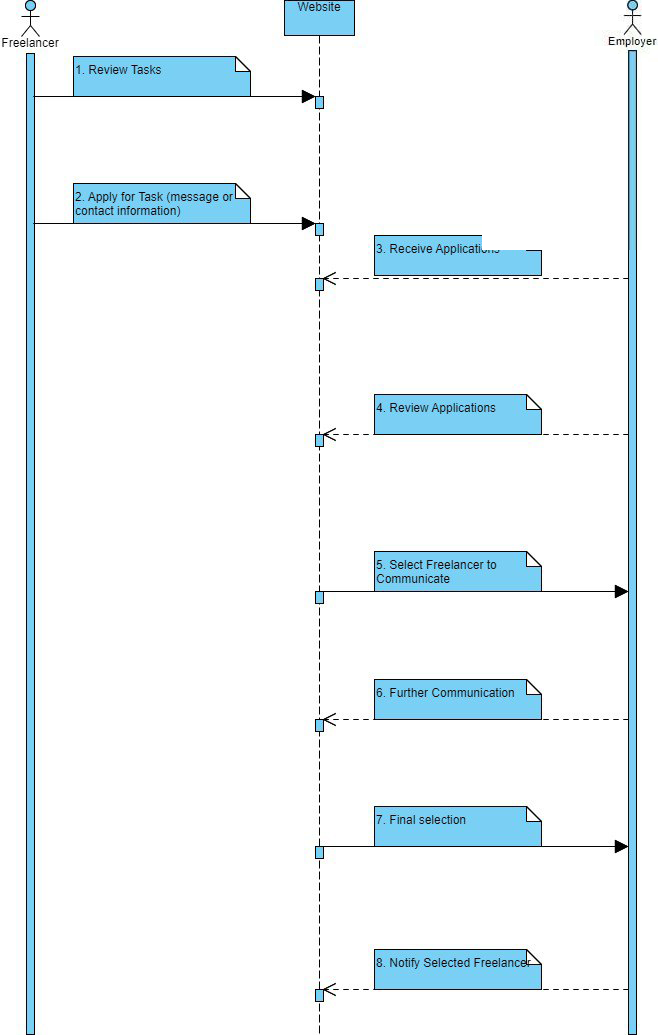 Website
Freelancer
Employer
1. Review Tasks
2. Apply for Task (message or
contact information)
3. Receive Applications
4. Review Applications
5. Select Freelancer to
Communicate
6. Further Communication
7. Final selection
8. Notify Selected Freelancer